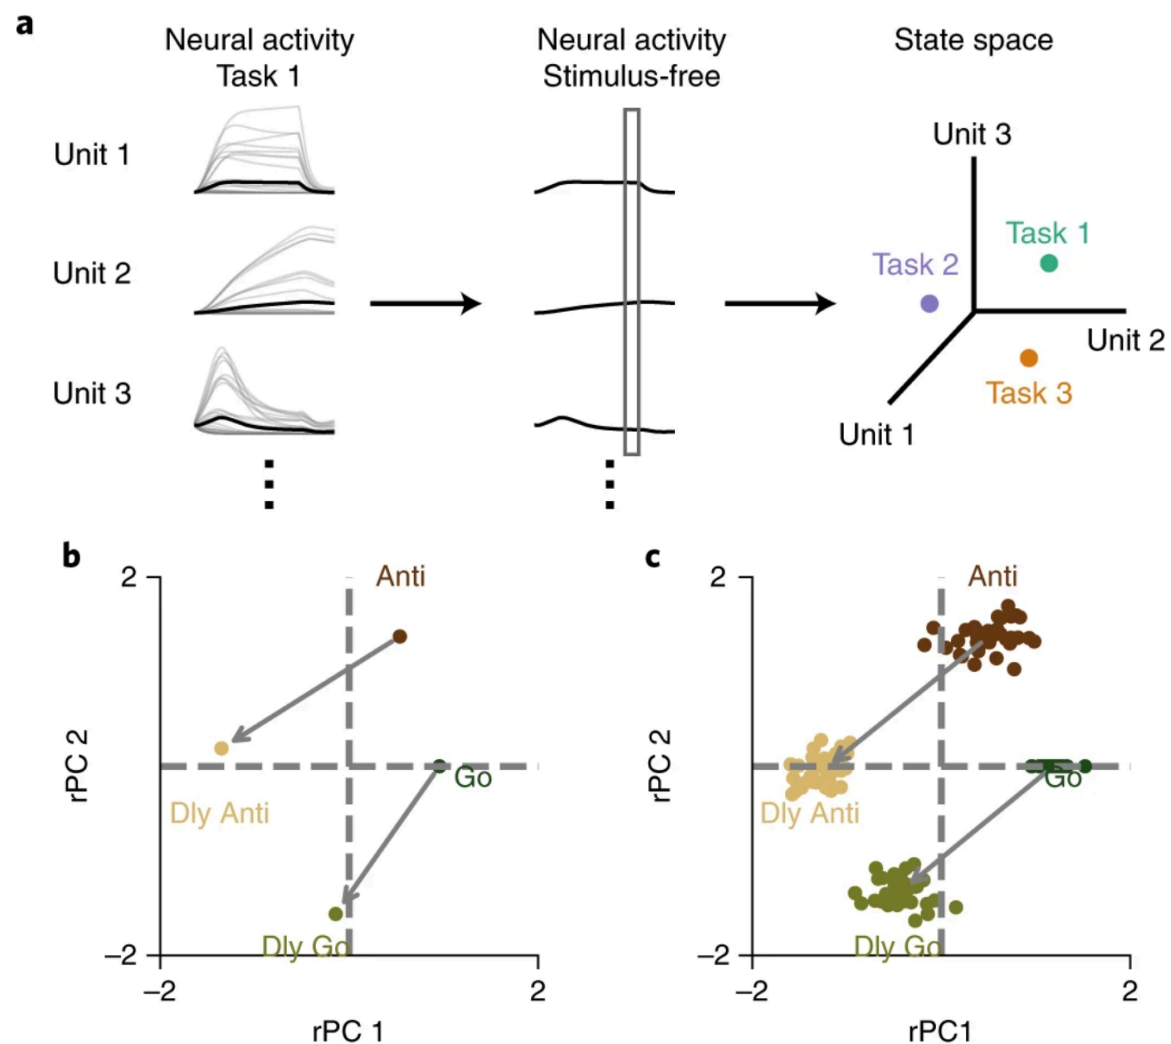 a
Neural activity
Task 1
Neural activity
Stimulus-free
State space
Unit 1
Unit 2
Unit 3
Unit 3
Task 1
Task 2
Unit 2
Task 3
Unit 1
b
2
Anti
rPC 2
Go
Dly Anti
Dly Go
–2
–2
2
rPC 1
c
2
Anti
rPC 2
Go
Dly Anti
Dly Go
–2
–2
2
rPC1